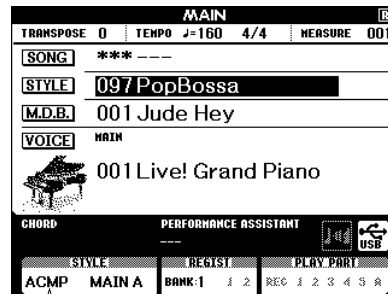 MAIN
TRANSPOSE 0 TEMPO ♩=160 4/4 MEASURE 001
SONG *** ---
STYLE 097 PopBossa
M.D.B. 001 Jude Hey
VOICE MAIN
001 Live! Grand Piano
CHORD PERFORMANCE ASSISTANT
---
USB
STYLE REGIST PLAY PART
ACMP MAIN A BANK:1 1 2 REC 1 2 3 4 5 A